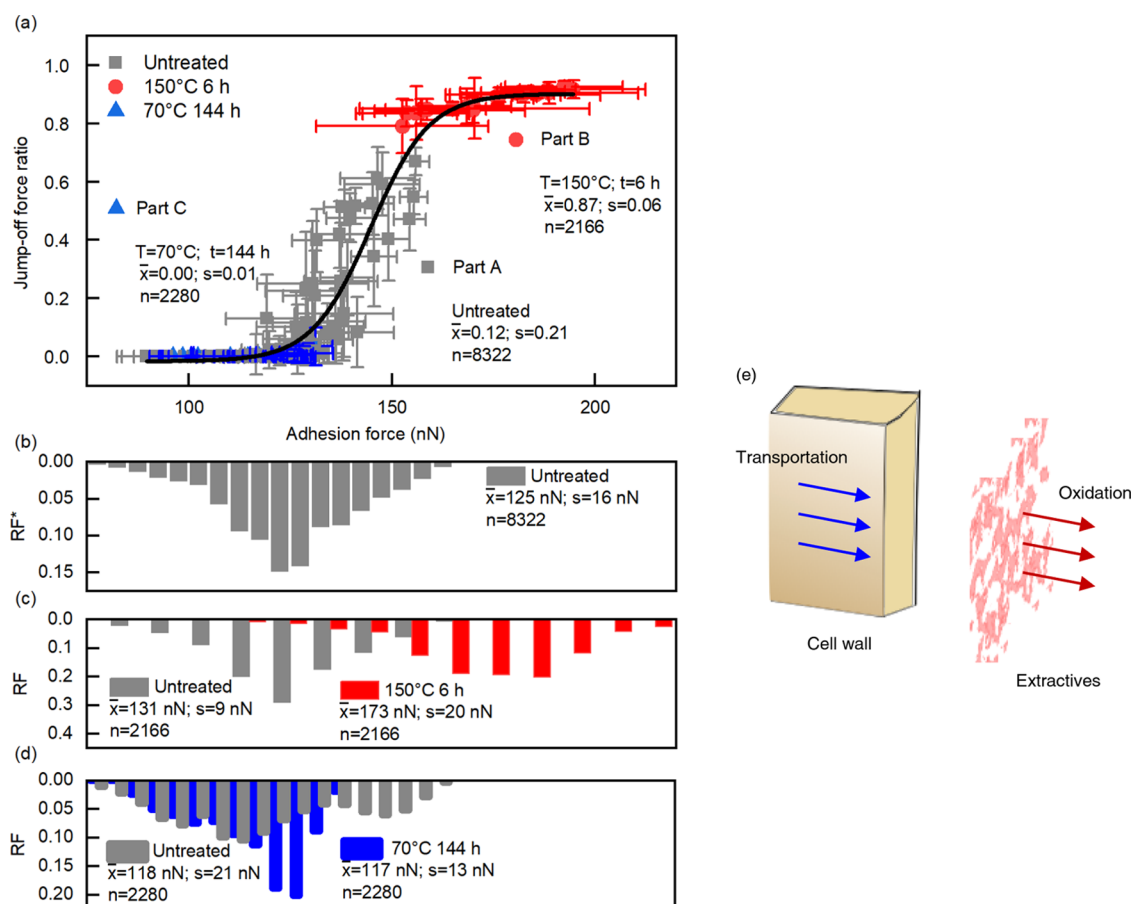 (a)
Untreated
150°C 6 h
70°C 144 h
1.0
0.8
0.6
0.4
0.2
0.0
Jump-off force ratio
Part B
T=150°C; t=6 h
x̄=0.87; s=0.06
n=2166
Part C
T=70°C; t=144 h
x̄=0.00; s=0.01
n=2280
Part A
Untreated
x̄=0.12; s=0.21
n=8322
100
150
200
Adhesion force (nN)
(b)
0.00
0.05
0.10
0.15
RF*
Untreated
x̄=125 nN; s=16 nN
n=8322
(c)
0.0
0.1
0.2
0.3
0.4
RF
Untreated
x̄=131 nN; s=9 nN
n=2166
150°C 6 h
x̄=173 nN; s=20 nN
n=2166
(d)
0.00
0.05
0.10
0.15
0.20
RF
Untreated
x̄=118 nN; s=21 nN
n=2280
70°C 144 h
x̄=117 nN; s=13 nN
n=2280
(e)
Transportation
Cell wall
Oxidation
Extractives